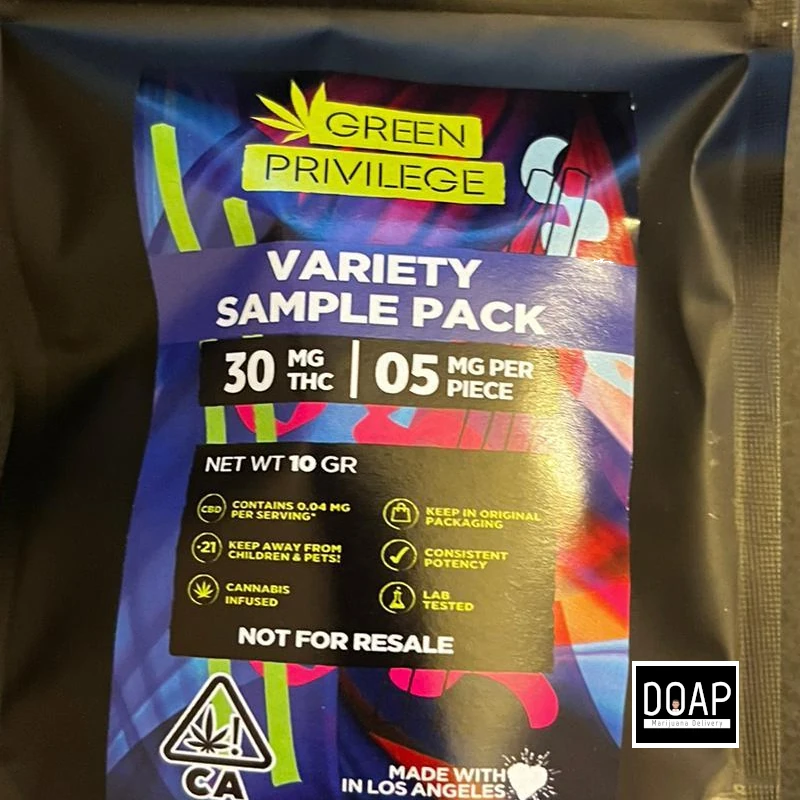 GREEN
PRIVILEGE
VARIETY
SAMPLE PACK
30 MG THC | 05 MG PER PIECE
NET WT 10 GR
CBD CONTAINS 0.04 MG
PER SERVING*
KEEP IN ORIGINAL
PACKAGING
-21 KEEP AWAY FROM
CHILDREN & PETS!
CONSISTENT
POTENCY
CANNABIS
INFUSED
LAB
TESTED
NOT FOR RESALE
!
CA
MADE WITH
IN LOS ANGELES
DOAP
Marijuana Delivery